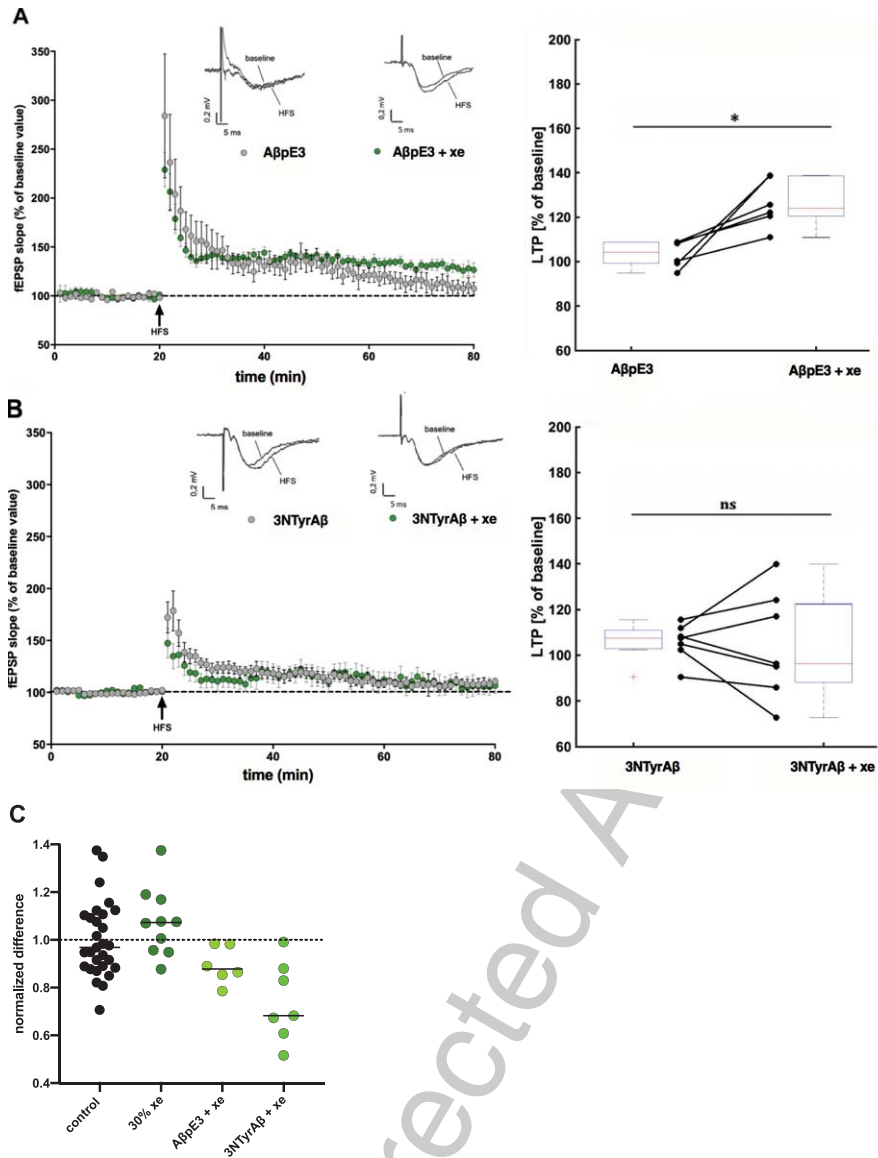 A
350
300
250
200
150
100
50
fEPSP slope (% of baseline value)
0
20
40
60
80
time (min)
HFS
baseline
HFS
0,2 mV
5 ms
baseline
HFS
0,2 mV
5 ms
AβpE3
AβpE3 + xe
200
180
160
140
120
100
80
60
LTP [% of baseline]
*
AβpE3
AβpE3 + xe
B
350
300
250
200
150
100
50
fEPSP slope (% of baseline value)
0
20
40
60
80
time (min)
HFS
baseline
HFS
0,2 mV
5 ms
baseline
HFS
0,2 mV
5 ms
3NTyrAβ
3NTyrAβ + xe
200
180
160
140
120
100
80
60
LTP [% of baseline]
ns
3NTyrAβ
3NTyrAβ + xe
C
1.4
1.2
1.0
0.8
0.6
0.4
normalized difference
control
30% xe
AβpE3 + xe
3NTyrAβ + xe
rected A